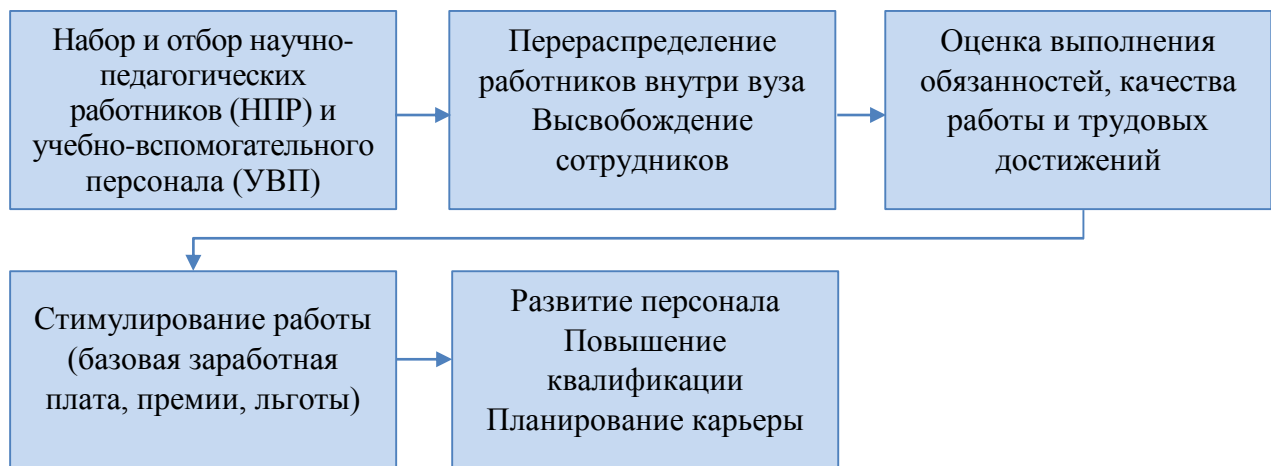 Набор и отбор научно-
педагогических
работников (НПР) и
учебно-вспомогательного
персонала (УВП)
Перераспределение
работников внутри вуза
Высвобождение
сотрудников
Оценка выполнения
обязанностей, качества
работы и трудовых
достижений
Стимулирование работы
(базовая заработная
плата, премии, льготы)
Развитие персонала
Повышение
квалификации
Планирование карьеры